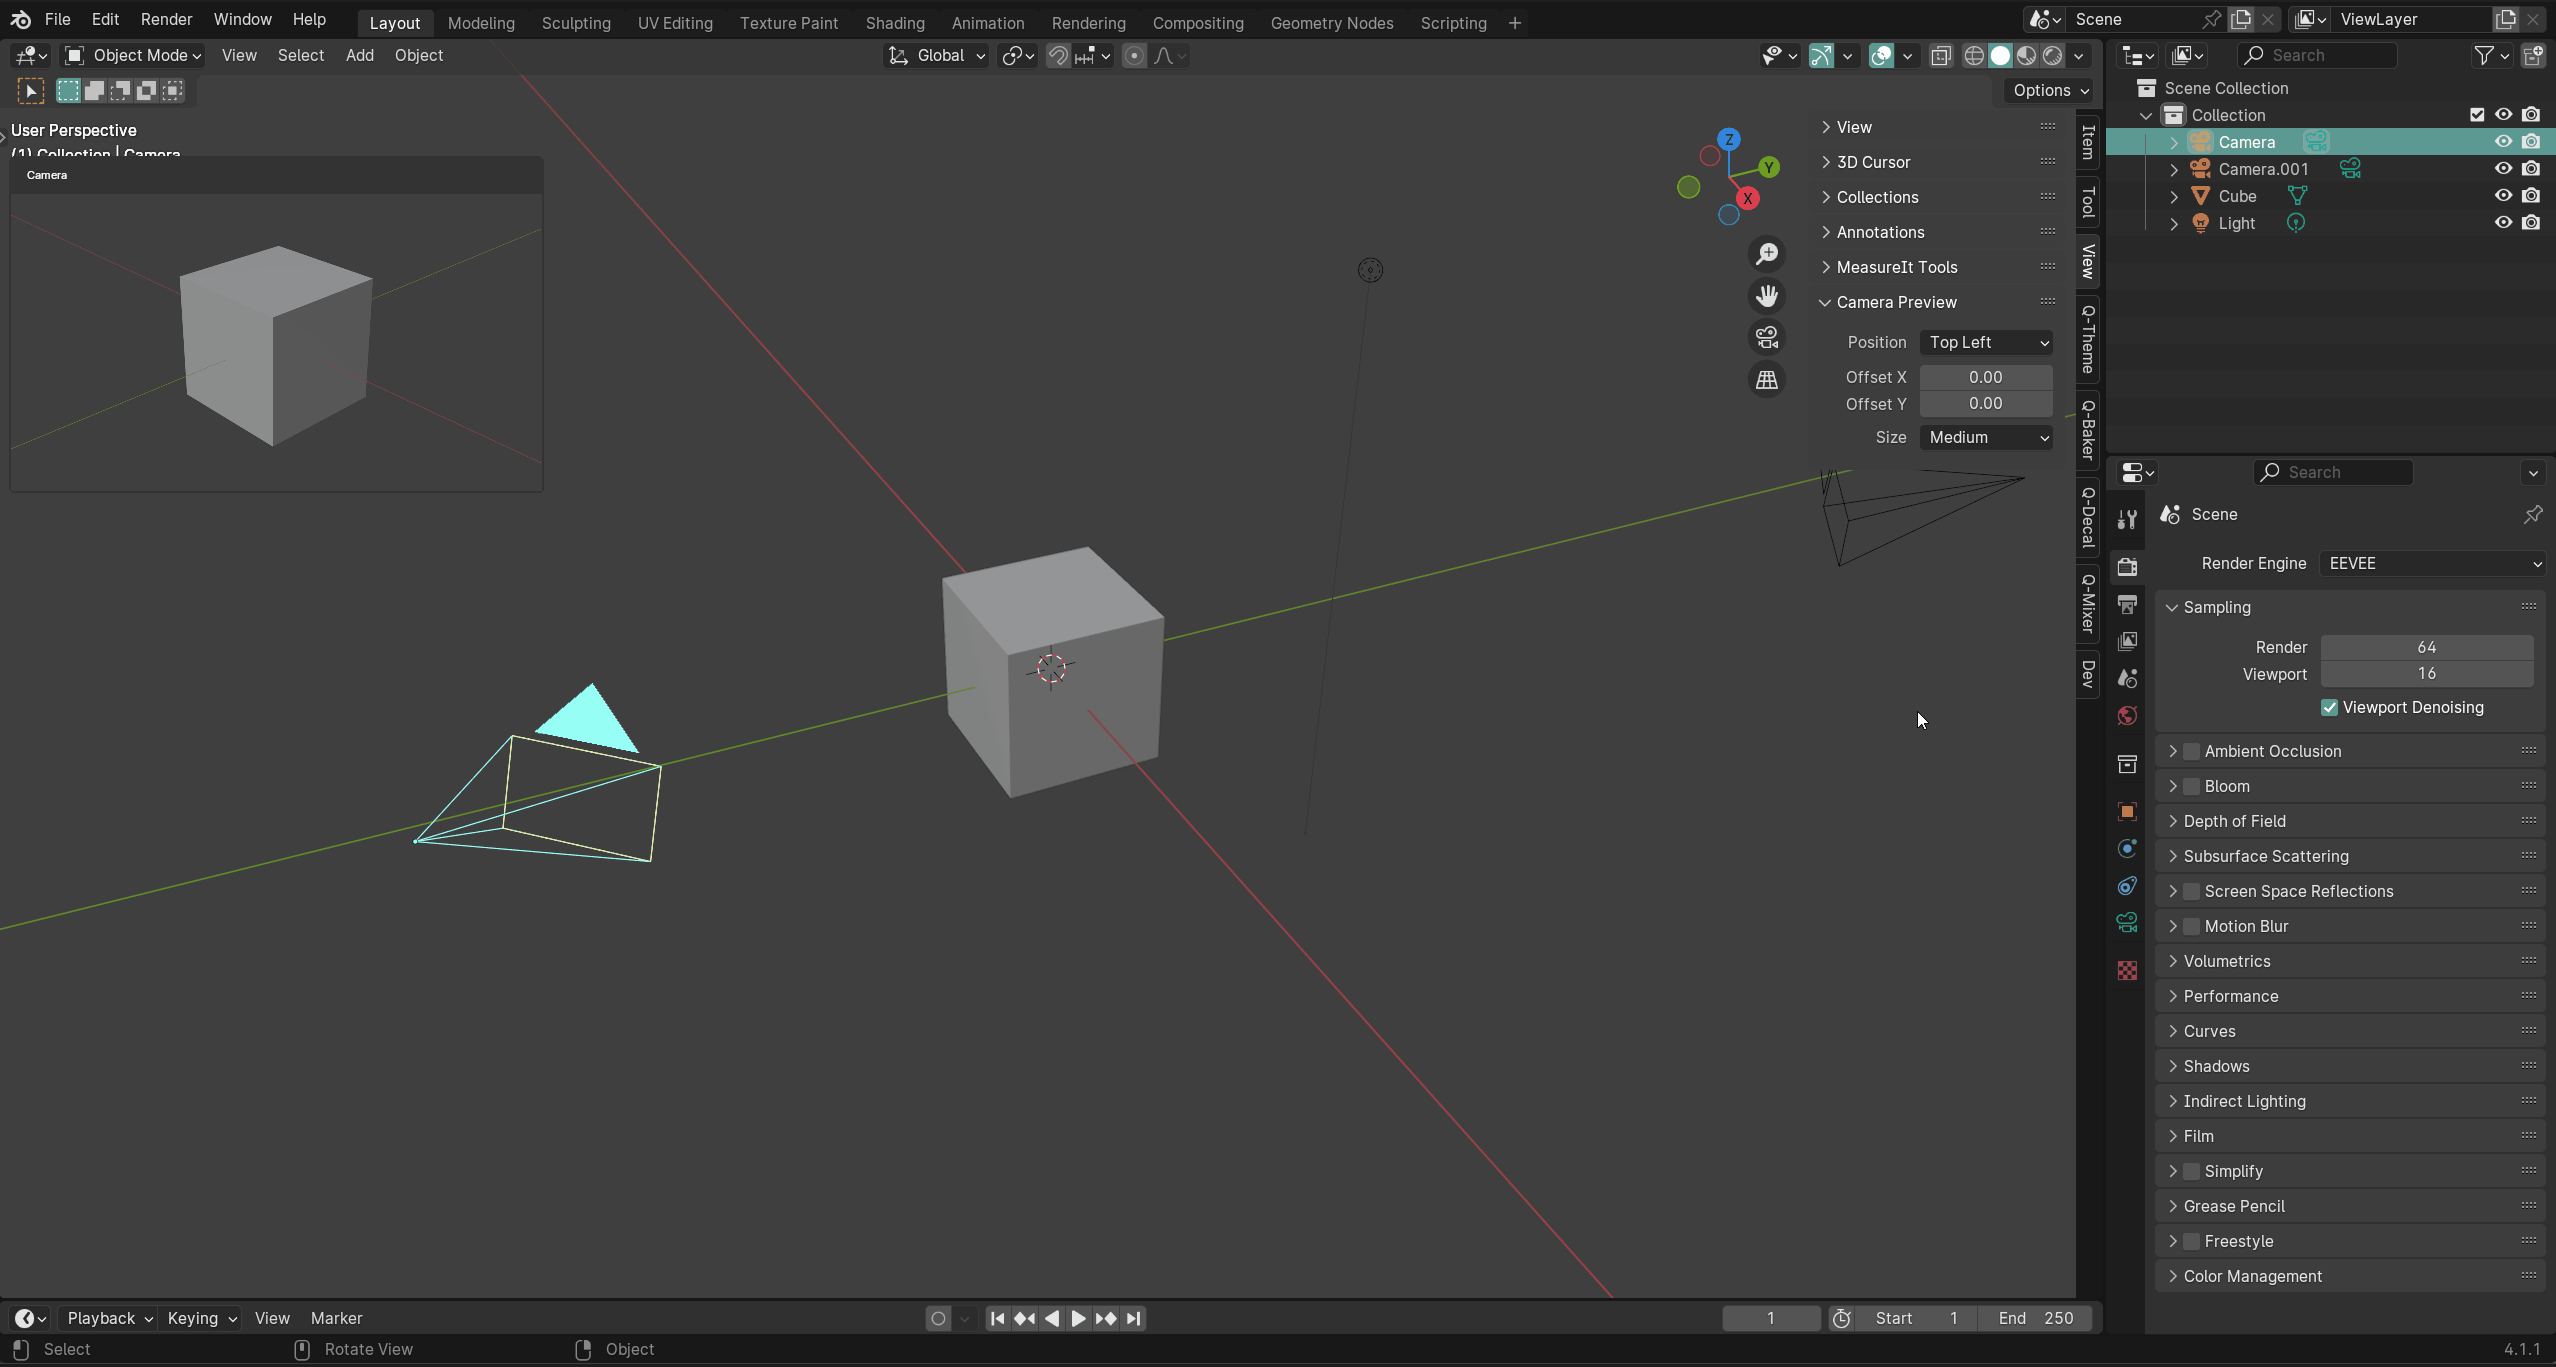 File Edit Render Window Help Layout Modeling Sculpting UV Editing Texture Paint Shading Animation Rendering Compositing Geometry Nodes Scripting + Scene ViewLayer
Object Mode View Select Add Object Global Search
Options
Scene Collection
Collection
Camera
Camera.001
Cube
Light
User Perspective
(1) Collection | Camera
Camera
Z
Y
X
View
3D Cursor
Collections
Annotations
MeasureIt Tools
Camera Preview
Position Top Left
Offset X 0.00
Offset Y 0.00
Size Medium
Item
Tool
View
Q-Theme
Q-Baker
Q-Decal
Q-Mixer
Dev
Search
Scene
Render Engine EEVEE
Sampling
Render 64
Viewport 16
Viewport Denoising
Ambient Occlusion
Bloom
Depth of Field
Subsurface Scattering
Screen Space Reflections
Motion Blur
Volumetrics
Performance
Curves
Shadows
Indirect Lighting
Film
Simplify
Grease Pencil
Freestyle
Color Management
Playback Keying View Marker 1 Start 1 End 250
Select Rotate View Object 4.1.1